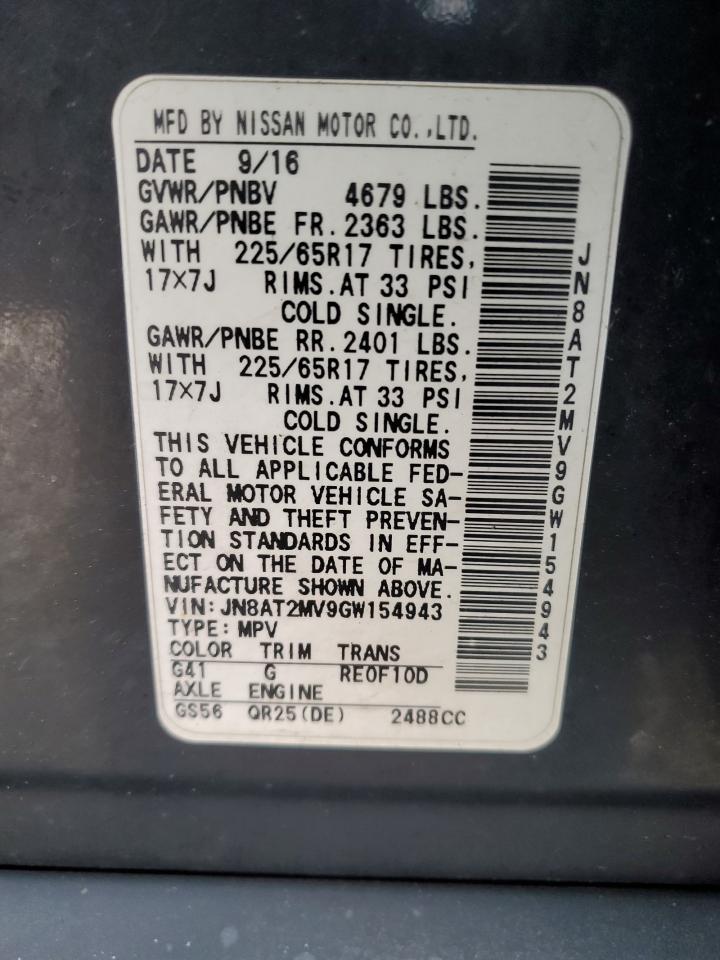 MFD BY NISSAN MOTOR CO.,LTD.
DATE 9/16
GVWR/PNBV 4679 LBS.
GAWR/PNBE FR.2363 LBS.
WITH 225/65R17 TIRES,
17×7J RIMS.AT 33 PSI
COLD SINGLE.
GAWR/PNBE RR.2401 LBS.
WITH 225/65R17 TIRES,
17×7J RIMS.AT 33 PSI
COLD SINGLE.
THIS VEHICLE CONFORMS
TO ALL APPLICABLE FED-
ERAL MOTOR VEHICLE SA-
FETY AND THEFT PREVEN-
TION STANDARDS IN EFF-
ECT ON THE DATE OF MA-
NUFACTURE SHOWN ABOVE.
VIN:JN8AT2MV9GW154943
TYPE:MPV
COLOR TRIM TRANS
G41 G RE0F10D
AXLE ENGINE
GS56 QR25(DE) 2488CC
JN8AT2MV9GW154943